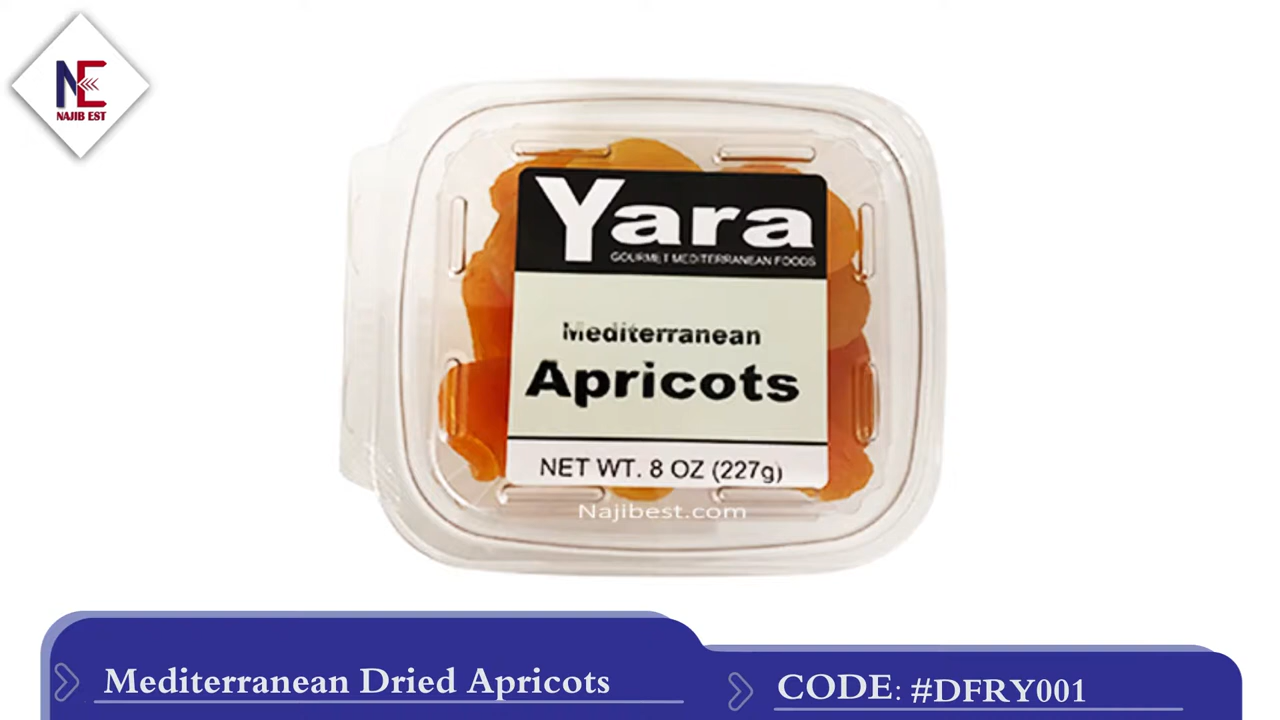 NE
NAJIB EST
Yara
GOURMET MEDITERRANEAN FOODS
Mediterranean
Apricots
NET WT. 8 OZ (227g)
Najibest.com
Mediterranean Dried Apricots
CODE: #DFRY001